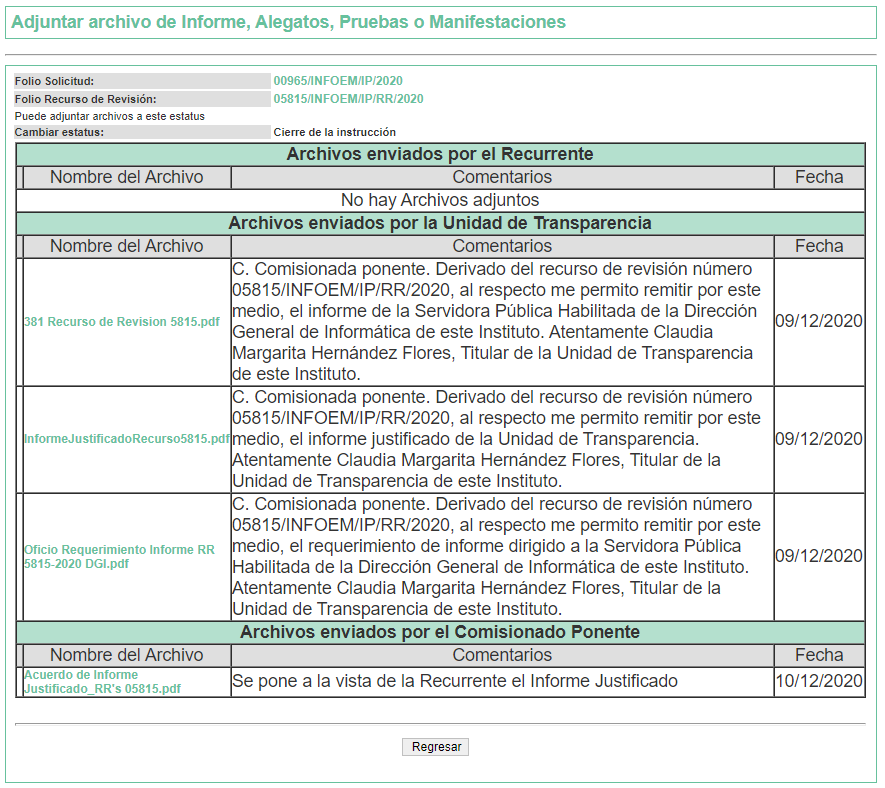 Adjuntar archivo de Informe, Alegatos, Pruebas o Manifestaciones
Folio Solicitud: 00965/INFOEM/IP/2020
Folio Recurso de Revisión: 05815/INFOEM/IP/RR/2020
Puede adjuntar archivos a este estatus
Cambiar estatus: Cierre de la instrucción
Archivos enviados por el Recurrente
Nombre del Archivo Comentarios Fecha
No hay Archivos adjuntos
Archivos enviados por la Unidad de Transparencia
Nombre del Archivo Comentarios Fecha
381 Recurso de Revision 5815.pdf
C. Comisionada ponente. Derivado del recurso de revisión número
05815/INFOEM/IP/RR/2020, al respecto me permito remitir por este
medio, el informe de la Servidora Pública Habilitada de la Dirección
General de Informática de este Instituto. Atentamente Claudia
Margarita Hernández Flores, Titular de la Unidad de Transparencia
de este Instituto.
09/12/2020
InformeJustificadoRecurso5815.pdf
C. Comisionada ponente. Derivado del recurso de revisión número
05815/INFOEM/IP/RR/2020, al respecto me permito remitir por este
medio, el informe justificado de la Unidad de Transparencia.
Atentamente Claudia Margarita Hernández Flores, Titular de la
Unidad de Transparencia de este Instituto.
09/12/2020
Oficio Requerimiento Informe RR
5815-2020 DGI.pdf
C. Comisionada ponente. Derivado del recurso de revisión número
05815/INFOEM/IP/RR/2020, al respecto me permito remitir por este
medio, el requerimiento de informe dirigido a la Servidora Pública
Habilitada de la Dirección General de Informática de este Instituto.
Atentamente Claudia Margarita Hernández Flores, Titular de la
Unidad de Transparencia de este Instituto.
09/12/2020
Archivos enviados por el Comisionado Ponente
Nombre del Archivo Comentarios Fecha
Acuerdo de Informe
Justificado_RR's 05815.pdf
Se pone a la vista de la Recurrente el Informe Justificado
10/12/2020
Regresar